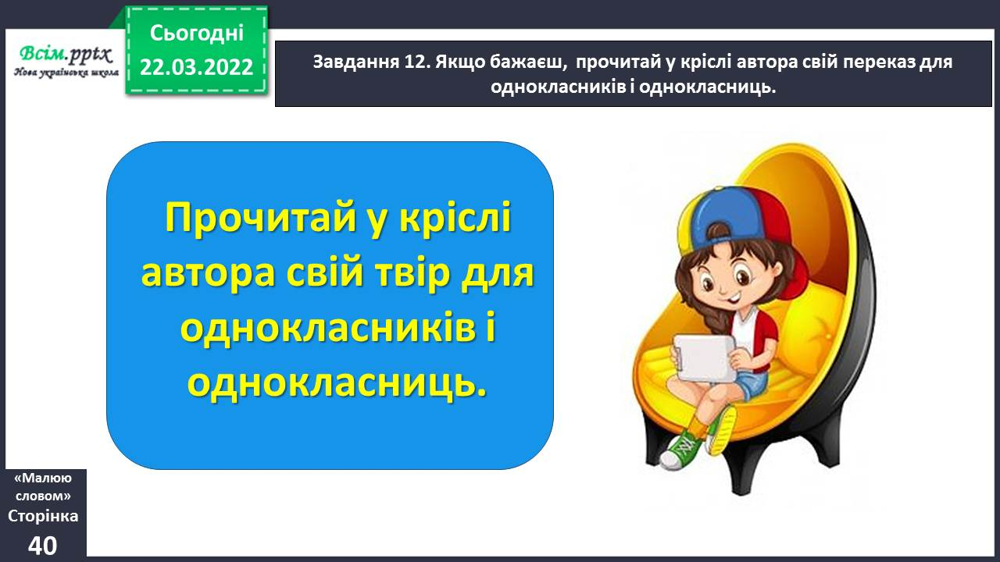 Всім.pptx
Нова українська школа
Сьогодні
22.03.2022
Завдання 12. Якщо бажаєш, прочитай у кріслі автора свій переказ для
однокласників і однокласниць.
Прочитай у кріслі
автора свій твір для
однокласників і
однокласниць.
«Малюю
словом»
Сторінка
40